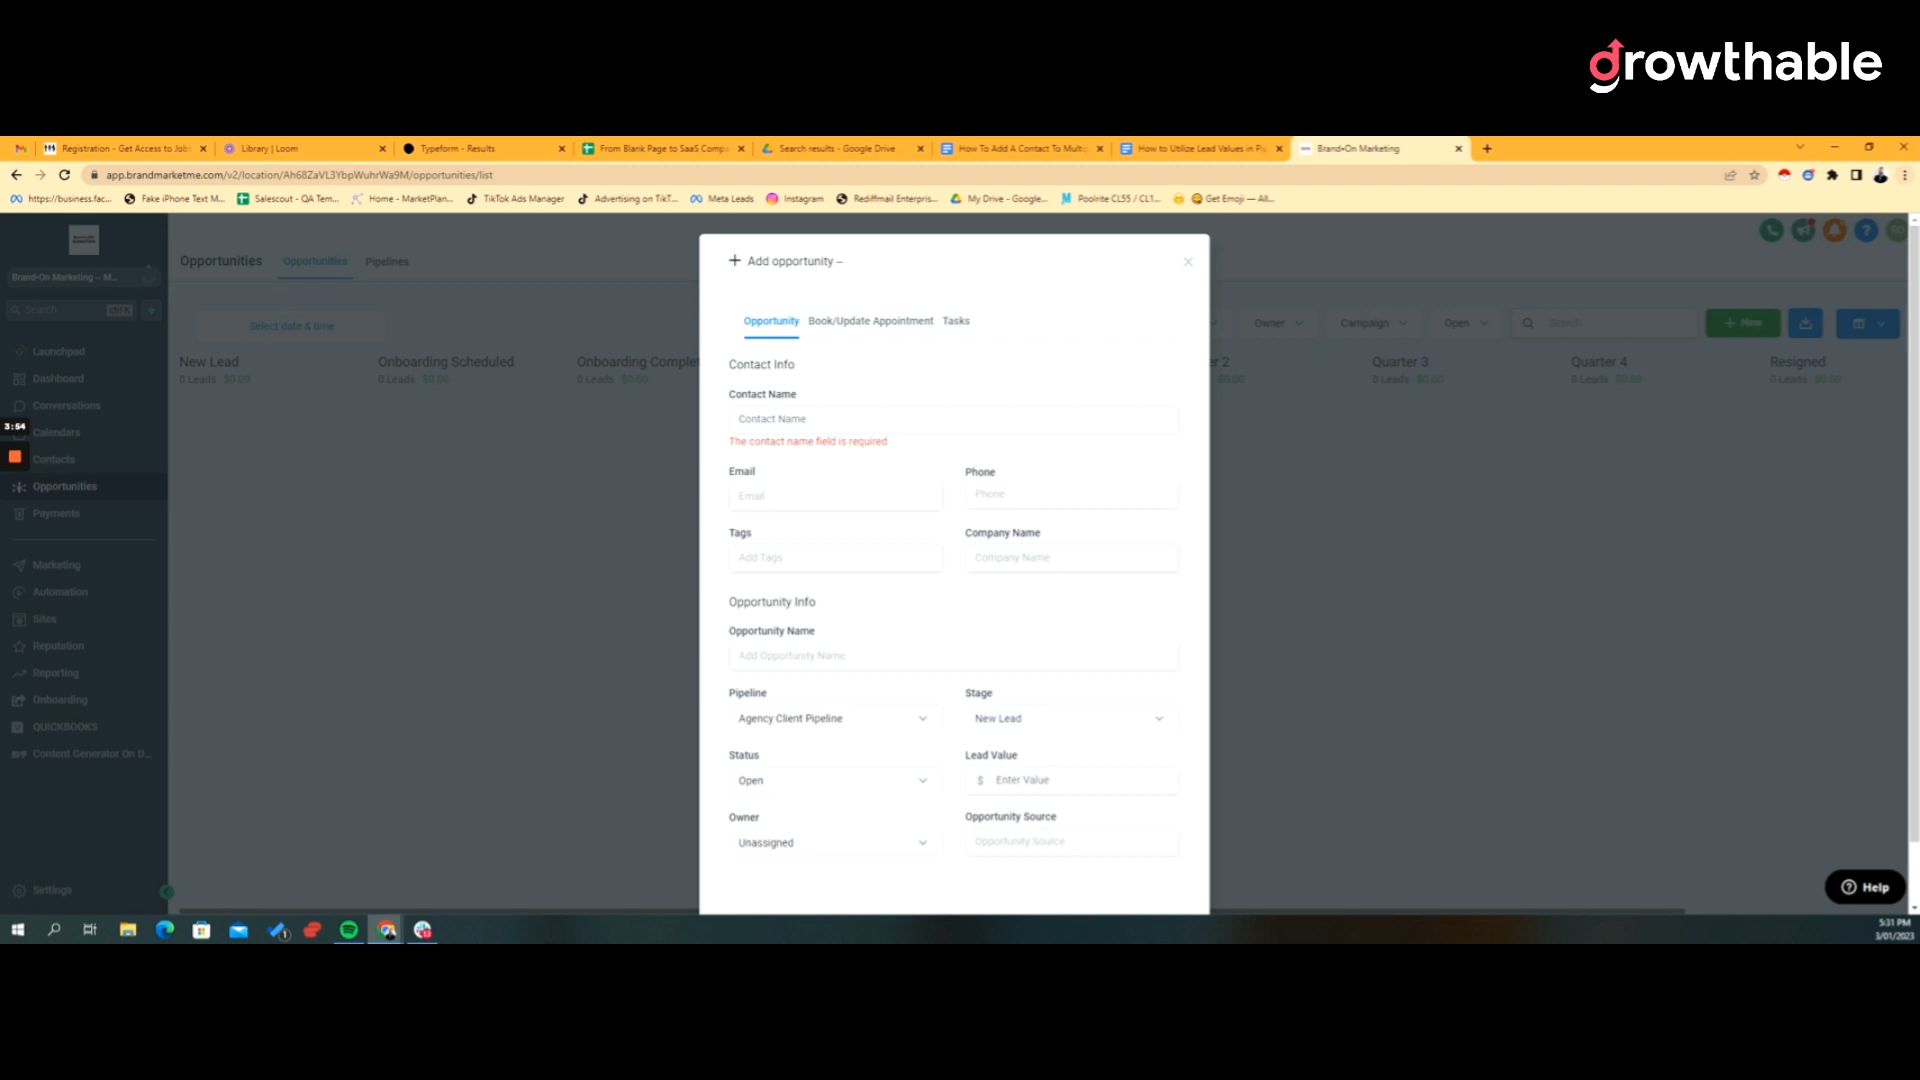 growthable
Registration - Get Access to Job
Library | Loom
Typeform - Results
From Blank Page to SaaS Compa
Search results - Google Drive
How To Add A Contact To Multip
How to Utilize Lead Values in Pi
Brand•On Marketing
app.brandmarketme.com/v2/location/Ah68ZaVL3YbpWuhrWa9M/opportunities/list
https://business.fac...
Fake iPhone Text M...
Salescout - QA Tem...
Home - MarketPlan...
TikTok Ads Manager
Advertising on TikT...
Meta Leads
Instagram
Rediffmail Enterpris...
My Drive - Google...
Poolrite CL55 / CL1...
Get Emoji — All...
Opportunities
Opportunities
Pipelines
Brand•On Marketing -- M...
Search
ctrl K
Launchpad
Dashboard
Conversations
3:54
Calendars
Contacts
Opportunities
Payments
Marketing
Automation
Sites
Reputation
Reporting
Onboarding
QUICKBOOKS
Content Generator On D...
Settings
Select date & time
Owner
Campaign
Open
Search
+ New
New Lead
0 Leads $0.00
Onboarding Scheduled
0 Leads $0.00
Onboarding Complet
0 Leads $0.00
r 2
$0.00
Quarter 3
0 Leads $0.00
Quarter 4
0 Leads $0.00
Resigned
0 Leads $0.00
+ Add opportunity –
Opportunity
Book/Update Appointment
Tasks
Contact Info
Contact Name
Contact Name
The contact name field is required
Email
Phone
Email
Phone
Tags
Company Name
Add Tags
Company Name
Opportunity Info
Opportunity Name
Add Opportunity Name
Pipeline
Stage
Agency Client Pipeline
New Lead
Status
Lead Value
Open
$ Enter Value
Owner
Opportunity Source
Unassigned
Opportunity Source
Help
5:31 PM
3/01/2023